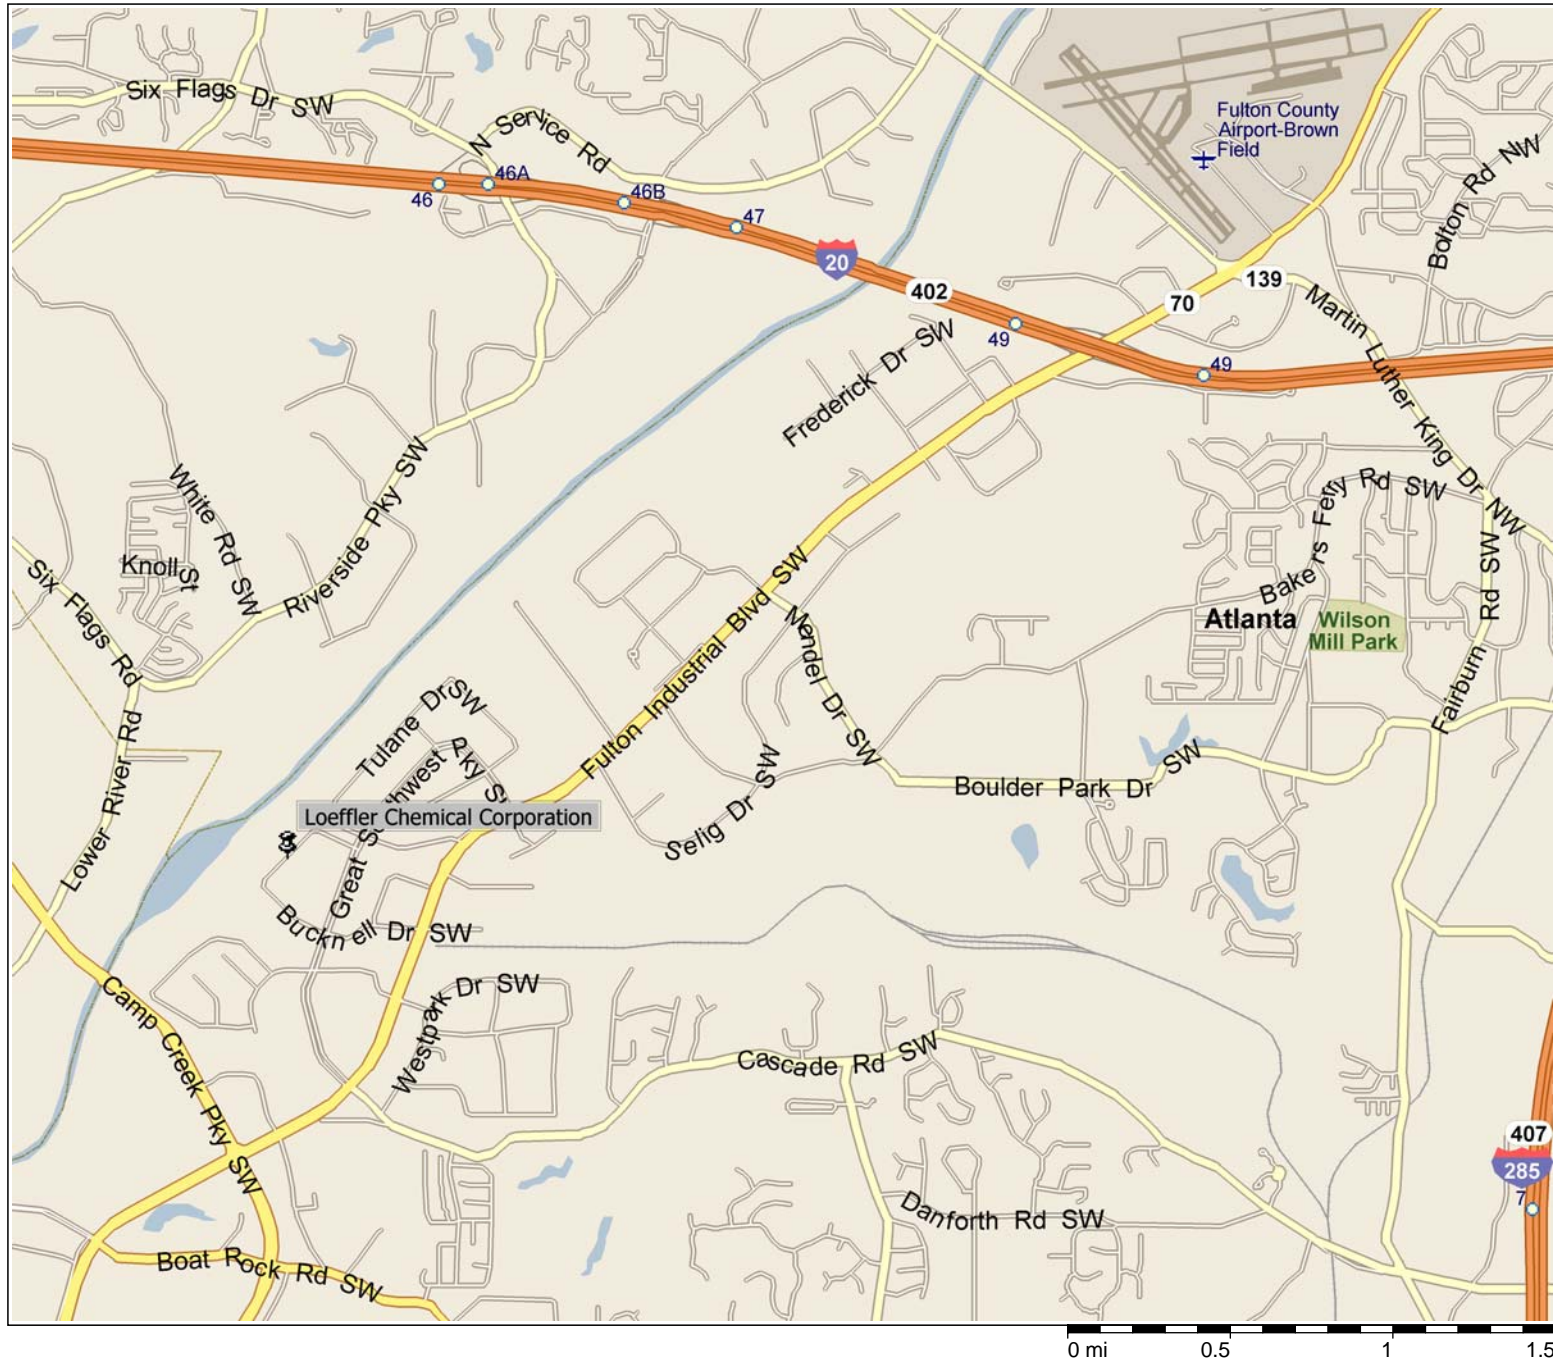 Six Flags Dr SW
N Service Rd
Fulton County
Airport-Brown
Field
Bolton Rd NW
46A
46
46B
47
20
402
139
70
49
49
Martin Luther King Dr NW
Frederick Dr SW
White Rd SW
Riverside Pky SW
Knoll St
Six Flags Rd
Bakers Ferry Rd SW
Fulton Industrial Blvd SW
Mendel Dr SW
Atlanta
Wilson
Mill Park
Fairburn Rd SW
Tulane Dr SW
Great Southwest Pky SW
Lower River Rd
Boulder Park Dr SW
Selig Dr SW
Loeffler Chemical Corporation
Bucknell Dr SW
Westpark Dr SW
Camp Creek Pky SW
Cascade Rd SW
407
285
7
Danforth Rd SW
Boat Rock Rd SW
0 mi 0.5 1 1.5